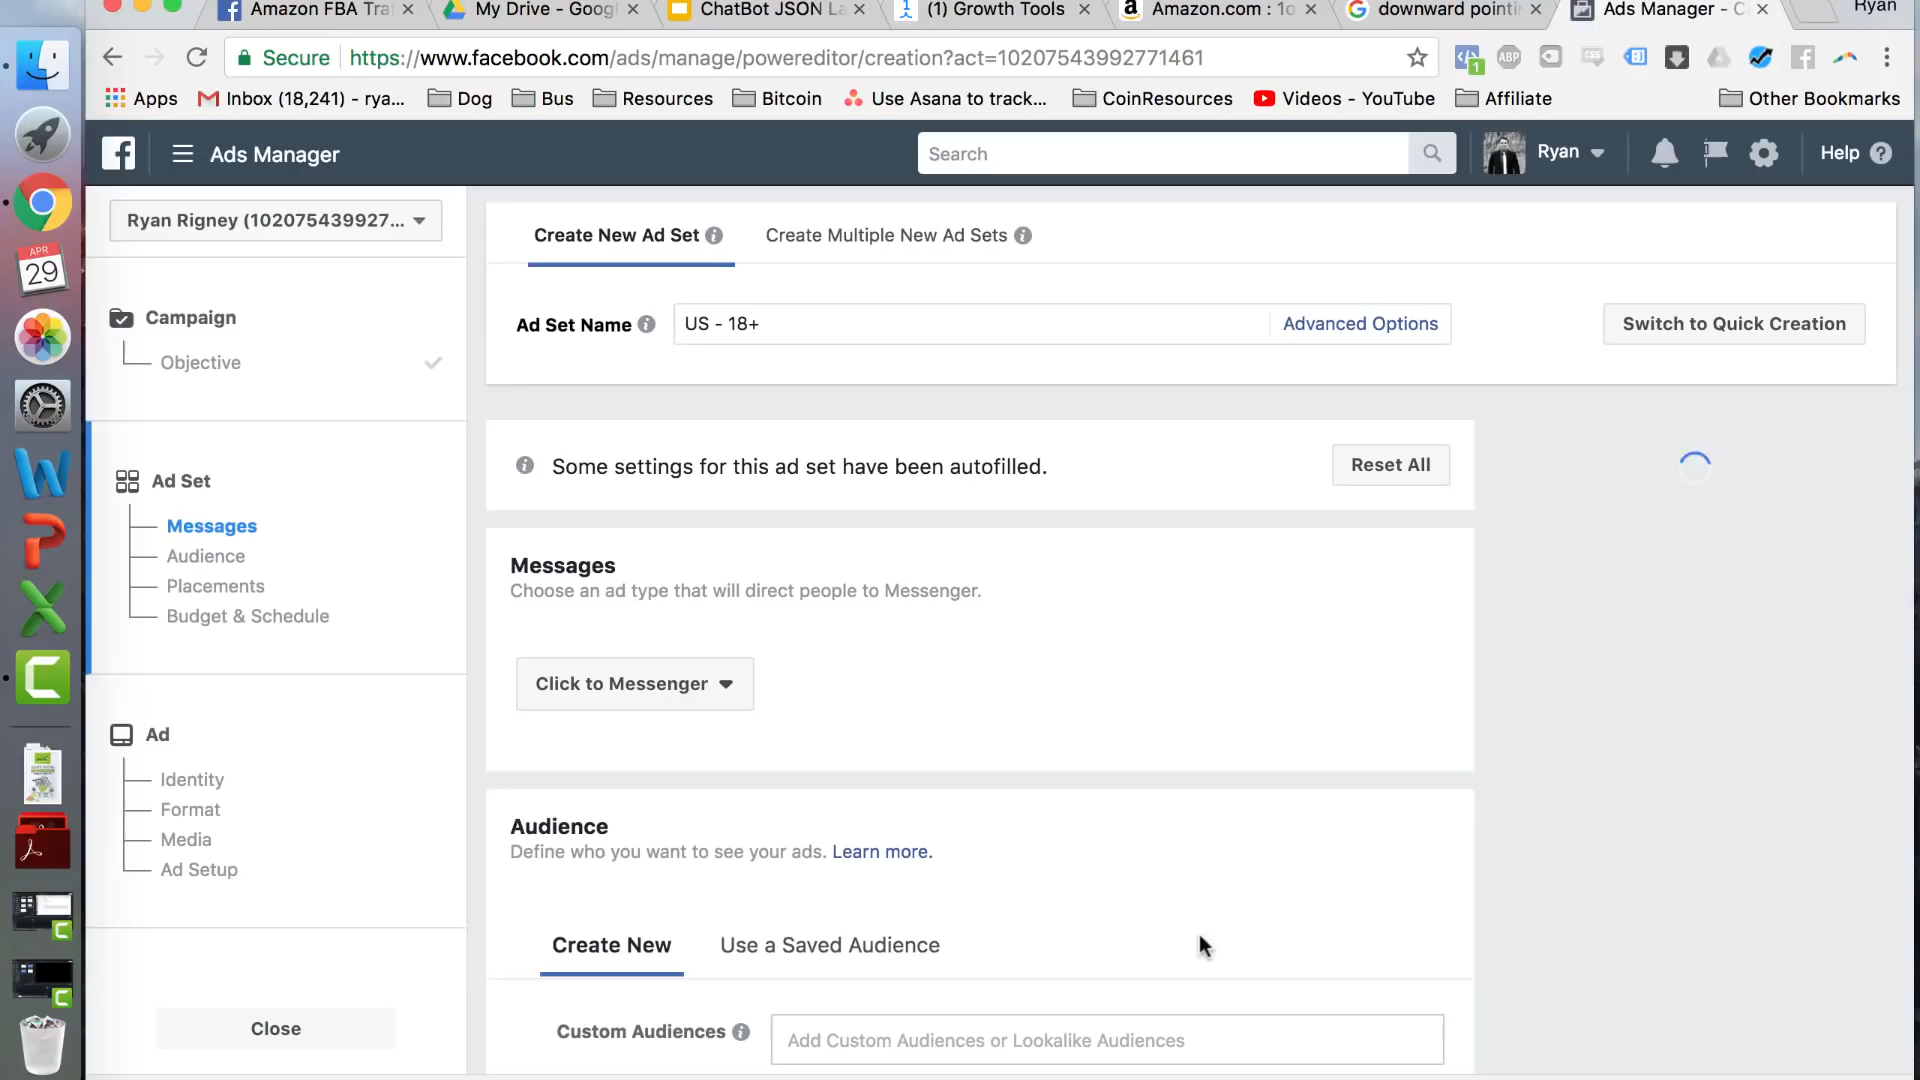 Amazon FBA Tra
My Drive - Googl
ChatBot JSON La
(1) Growth Tools
Amazon.com : 1o
downward pointi
Ads Manager - C
Ryan
Secure
https://www.facebook.com/ads/manage/powereditor/creation?act=10207543992771461
ABP
1
Apps
Inbox (18,241) - rya...
Dog
Bus
Resources
Bitcoin
Use Asana to track...
CoinResources
Videos - YouTube
Affiliate
Other Bookmarks
Ads Manager
Search
Ryan
Help
Ryan Rigney (102075439927...
Create New Ad Set
Create Multiple New Ad Sets
Campaign
Objective
Ad Set Name
US - 18+
Advanced Options
Switch to Quick Creation
Some settings for this ad set have been autofilled.
Reset All
Ad Set
Messages
Audience
Placements
Budget & Schedule
Messages
Choose an ad type that will direct people to Messenger.
Click to Messenger
Ad
Identity
Format
Media
Ad Setup
Audience
Define who you want to see your ads. Learn more.
Create New
Use a Saved Audience
Custom Audiences
Add Custom Audiences or Lookalike Audiences
Close
APR
29